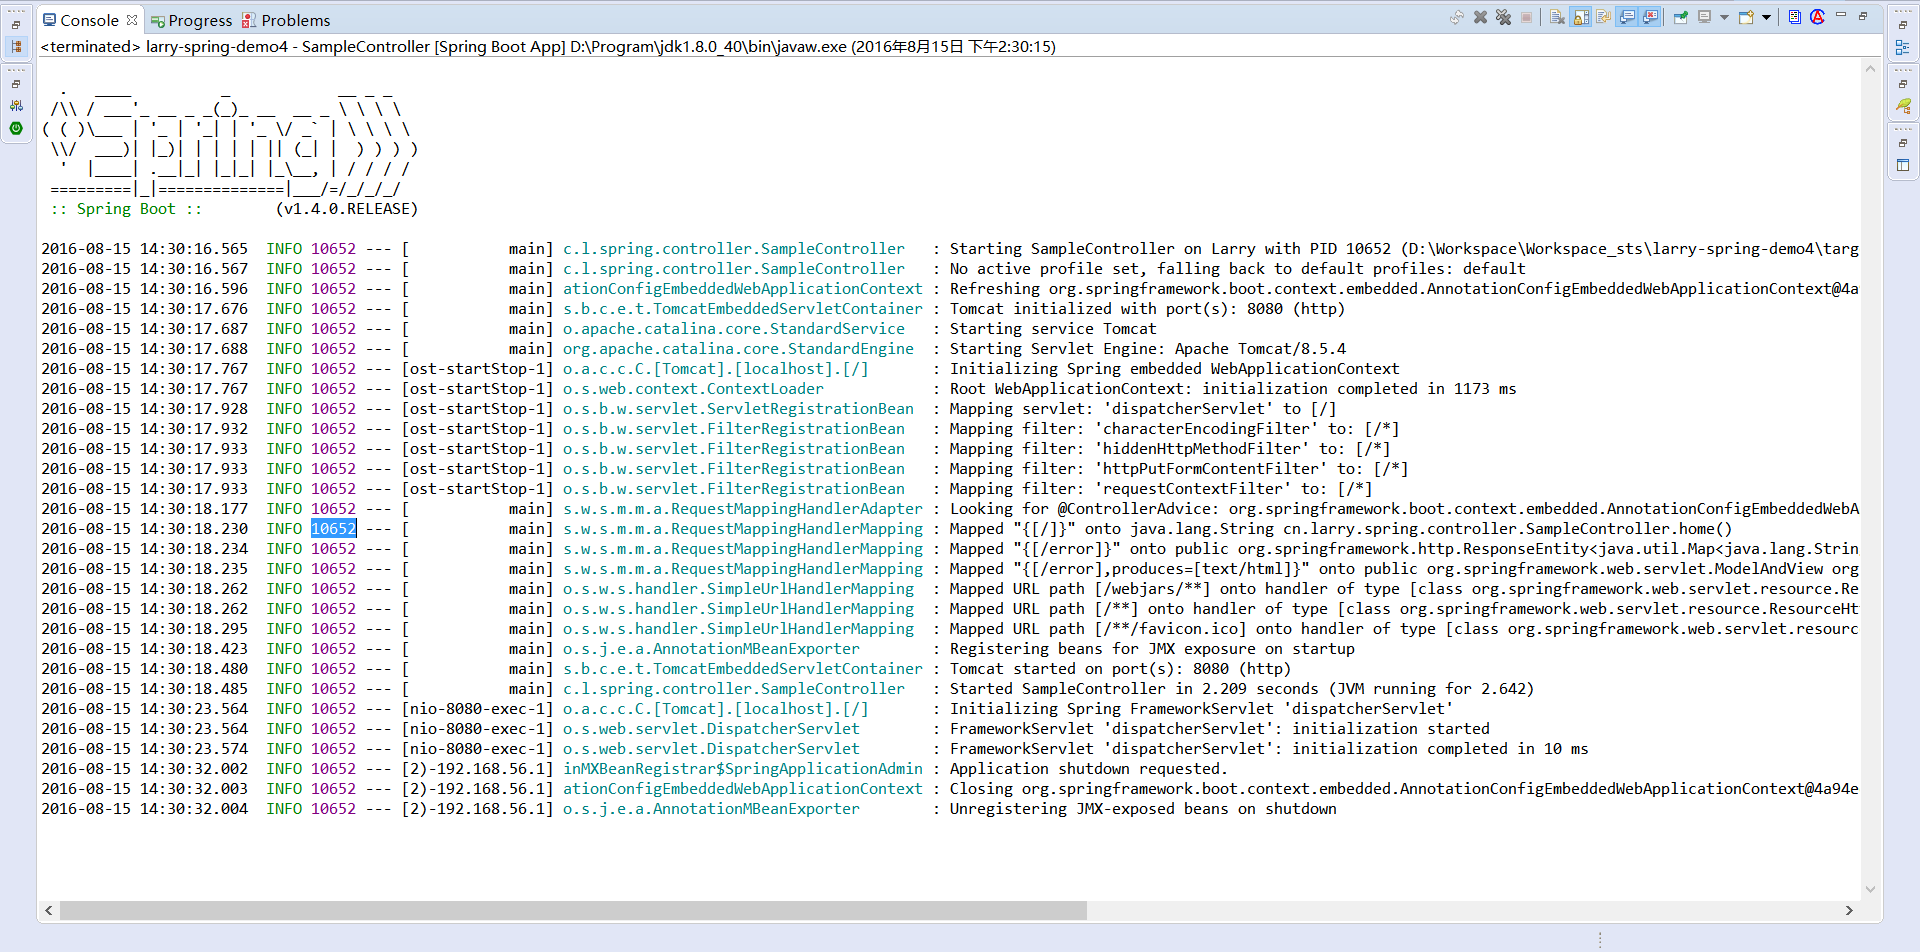 Console Progress Problems
<terminated> larry-spring-demo4 - SampleController [Spring Boot App] D:\Program\jdk1.8.0_40\bin\javaw.exe (2016年8月15日 下午2:30:15)
  .   ____          _            __ _ _
 /\\ / ___'_ __ _ _(_)_ __  __ _ \ \ \ \
( ( )\___ | '_ | '_| | '_ \/ _` | \ \ \ \
 \\/  ___)| |_)| | | | | || (_| |  ) ) ) )
  '  |____| .__|_| |_|_| |_\__, | / / / /
 =========|_|==============|___/=/_/_/_/
 :: Spring Boot ::        (v1.4.0.RELEASE)
2016-08-15 14:30:16.565  INFO 10652 --- [           main] c.l.spring.controller.SampleController   : Starting SampleController on Larry with PID 10652 (D:\Workspace\Workspace_sts\larry-spring-demo4\targ
2016-08-15 14:30:16.567  INFO 10652 --- [           main] c.l.spring.controller.SampleController   : No active profile set, falling back to default profiles: default
2016-08-15 14:30:16.596  INFO 10652 --- [           main] ationConfigEmbeddedWebApplicationContext : Refreshing org.springframework.boot.context.embedded.AnnotationConfigEmbeddedWebApplicationContext@4a
2016-08-15 14:30:17.676  INFO 10652 --- [           main] s.b.c.e.t.TomcatEmbeddedServletContainer : Tomcat initialized with port(s): 8080 (http)
2016-08-15 14:30:17.687  INFO 10652 --- [           main] o.apache.catalina.core.StandardService   : Starting service Tomcat
2016-08-15 14:30:17.688  INFO 10652 --- [           main] org.apache.catalina.core.StandardEngine  : Starting Servlet Engine: Apache Tomcat/8.5.4
2016-08-15 14:30:17.767  INFO 10652 --- [ost-startStop-1] o.a.c.c.C.[Tomcat].[localhost].[/]       : Initializing Spring embedded WebApplicationContext
2016-08-15 14:30:17.767  INFO 10652 --- [ost-startStop-1] o.s.web.context.ContextLoader            : Root WebApplicationContext: initialization completed in 1173 ms
2016-08-15 14:30:17.928  INFO 10652 --- [ost-startStop-1] o.s.b.w.servlet.ServletRegistrationBean  : Mapping servlet: 'dispatcherServlet' to [/]
2016-08-15 14:30:17.932  INFO 10652 --- [ost-startStop-1] o.s.b.w.servlet.FilterRegistrationBean   : Mapping filter: 'characterEncodingFilter' to: [/*]
2016-08-15 14:30:17.933  INFO 10652 --- [ost-startStop-1] o.s.b.w.servlet.FilterRegistrationBean   : Mapping filter: 'hiddenHttpMethodFilter' to: [/*]
2016-08-15 14:30:17.933  INFO 10652 --- [ost-startStop-1] o.s.b.w.servlet.FilterRegistrationBean   : Mapping filter: 'httpPutFormContentFilter' to: [/*]
2016-08-15 14:30:17.933  INFO 10652 --- [ost-startStop-1] o.s.b.w.servlet.FilterRegistrationBean   : Mapping filter: 'requestContextFilter' to: [/*]
2016-08-15 14:30:18.177  INFO 10652 --- [           main] s.w.s.m.m.a.RequestMappingHandlerAdapter : Looking for @ControllerAdvice: org.springframework.boot.context.embedded.AnnotationConfigEmbeddedWebA
2016-08-15 14:30:18.230  INFO 10652 --- [           main] s.w.s.m.m.a.RequestMappingHandlerMapping : Mapped "{[/]}" onto java.lang.String cn.larry.spring.controller.SampleController.home()
2016-08-15 14:30:18.234  INFO 10652 --- [           main] s.w.s.m.m.a.RequestMappingHandlerMapping : Mapped "{[/error]}" onto public org.springframework.http.ResponseEntity<java.util.Map<java.lang.Strin
2016-08-15 14:30:18.235  INFO 10652 --- [           main] s.w.s.m.m.a.RequestMappingHandlerMapping : Mapped "{[/error],produces=[text/html]}" onto public org.springframework.web.servlet.ModelAndView org
2016-08-15 14:30:18.262  INFO 10652 --- [           main] o.s.w.s.handler.SimpleUrlHandlerMapping  : Mapped URL path [/webjars/**] onto handler of type [class org.springframework.web.servlet.resource.Re
2016-08-15 14:30:18.262  INFO 10652 --- [           main] o.s.w.s.handler.SimpleUrlHandlerMapping  : Mapped URL path [/**] onto handler of type [class org.springframework.web.servlet.resource.ResourceHt
2016-08-15 14:30:18.295  INFO 10652 --- [           main] o.s.w.s.handler.SimpleUrlHandlerMapping  : Mapped URL path [/**/favicon.ico] onto handler of type [class org.springframework.web.servlet.resourc
2016-08-15 14:30:18.423  INFO 10652 --- [           main] o.s.j.e.a.AnnotationMBeanExporter        : Registering beans for JMX exposure on startup
2016-08-15 14:30:18.480  INFO 10652 --- [           main] s.b.c.e.t.TomcatEmbeddedServletContainer : Tomcat started on port(s): 8080 (http)
2016-08-15 14:30:18.485  INFO 10652 --- [           main] c.l.spring.controller.SampleController   : Started SampleController in 2.209 seconds (JVM running for 2.642)
2016-08-15 14:30:23.564  INFO 10652 --- [nio-8080-exec-1] o.a.c.c.C.[Tomcat].[localhost].[/]       : Initializing Spring FrameworkServlet 'dispatcherServlet'
2016-08-15 14:30:23.564  INFO 10652 --- [nio-8080-exec-1] o.s.web.servlet.DispatcherServlet        : FrameworkServlet 'dispatcherServlet': initialization started
2016-08-15 14:30:23.574  INFO 10652 --- [nio-8080-exec-1] o.s.web.servlet.DispatcherServlet        : FrameworkServlet 'dispatcherServlet': initialization completed in 10 ms
2016-08-15 14:30:32.002  INFO 10652 --- [2)-192.168.56.1] inMXBeanRegistrar$SpringApplicationAdmin : Application shutdown requested.
2016-08-15 14:30:32.003  INFO 10652 --- [2)-192.168.56.1] ationConfigEmbeddedWebApplicationContext : Closing org.springframework.boot.context.embedded.AnnotationConfigEmbeddedWebApplicationContext@4a94e
2016-08-15 14:30:32.004  INFO 10652 --- [2)-192.168.56.1] o.s.j.e.a.AnnotationMBeanExporter        : Unregistering JMX-exposed beans on shutdown